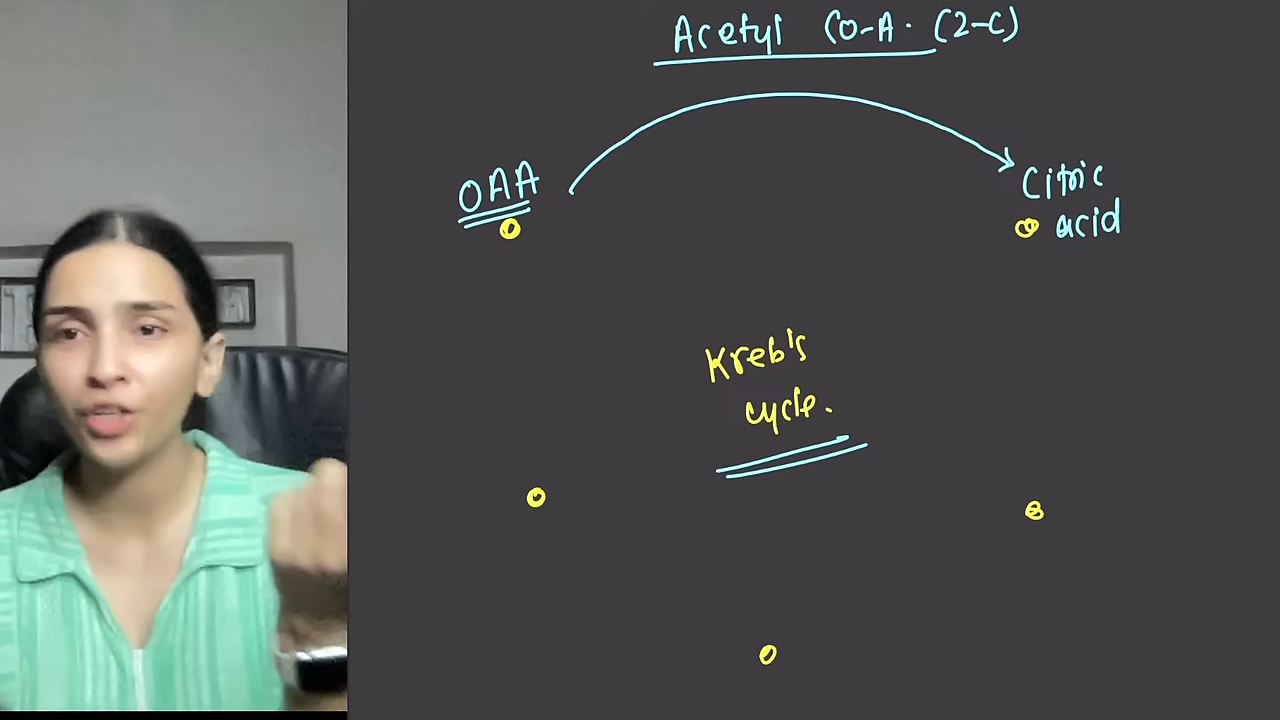 Acetyl CO-A. (2-C)
OAA
Citric
acid
Kreb's
cycle.